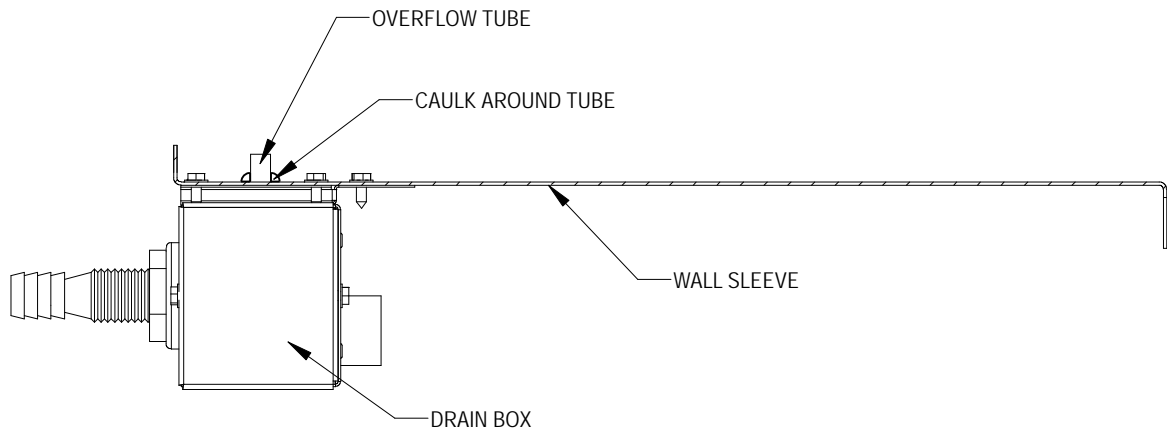 OVERFLOW TUBE
CAULK AROUND TUBE
WALL SLEEVE
DRAIN BOX